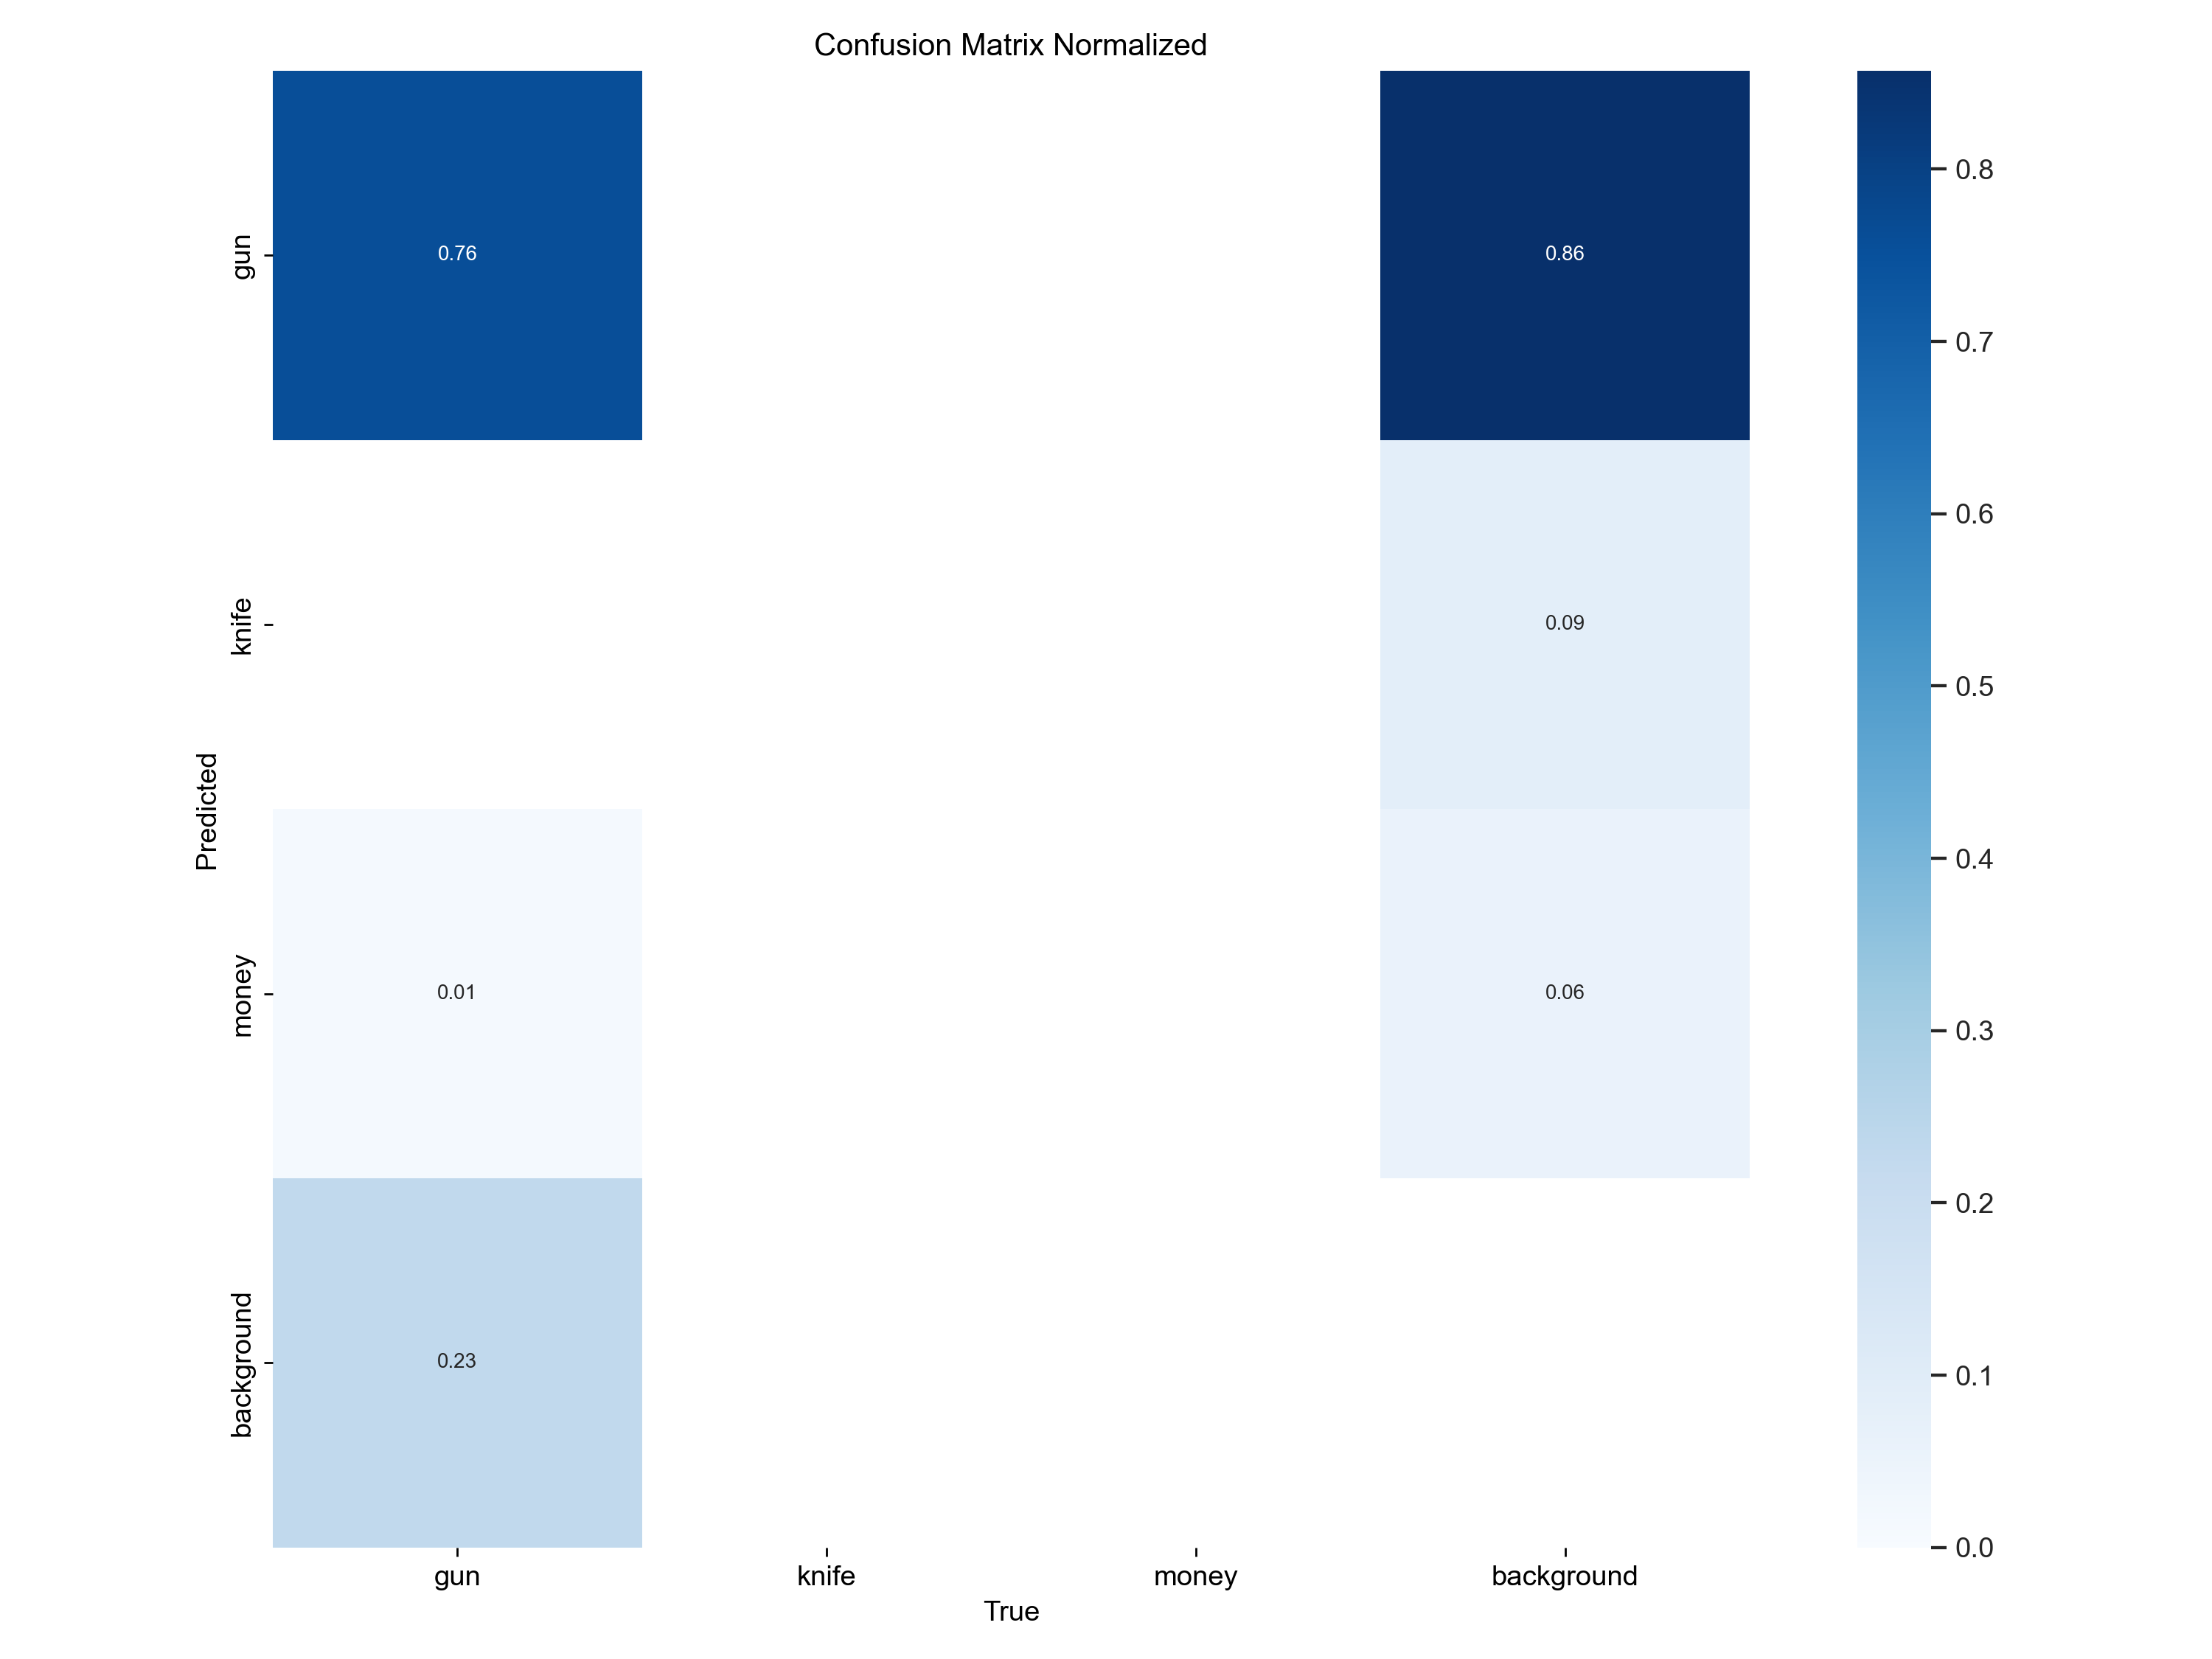 Confusion Matrix Normalized
gun
knife
money
background
Predicted
0.76
0.86
0.09
0.01
0.06
0.23
gun
knife
money
background
True
0.8
0.7
0.6
0.5
0.4
0.3
0.2
0.1
0.0